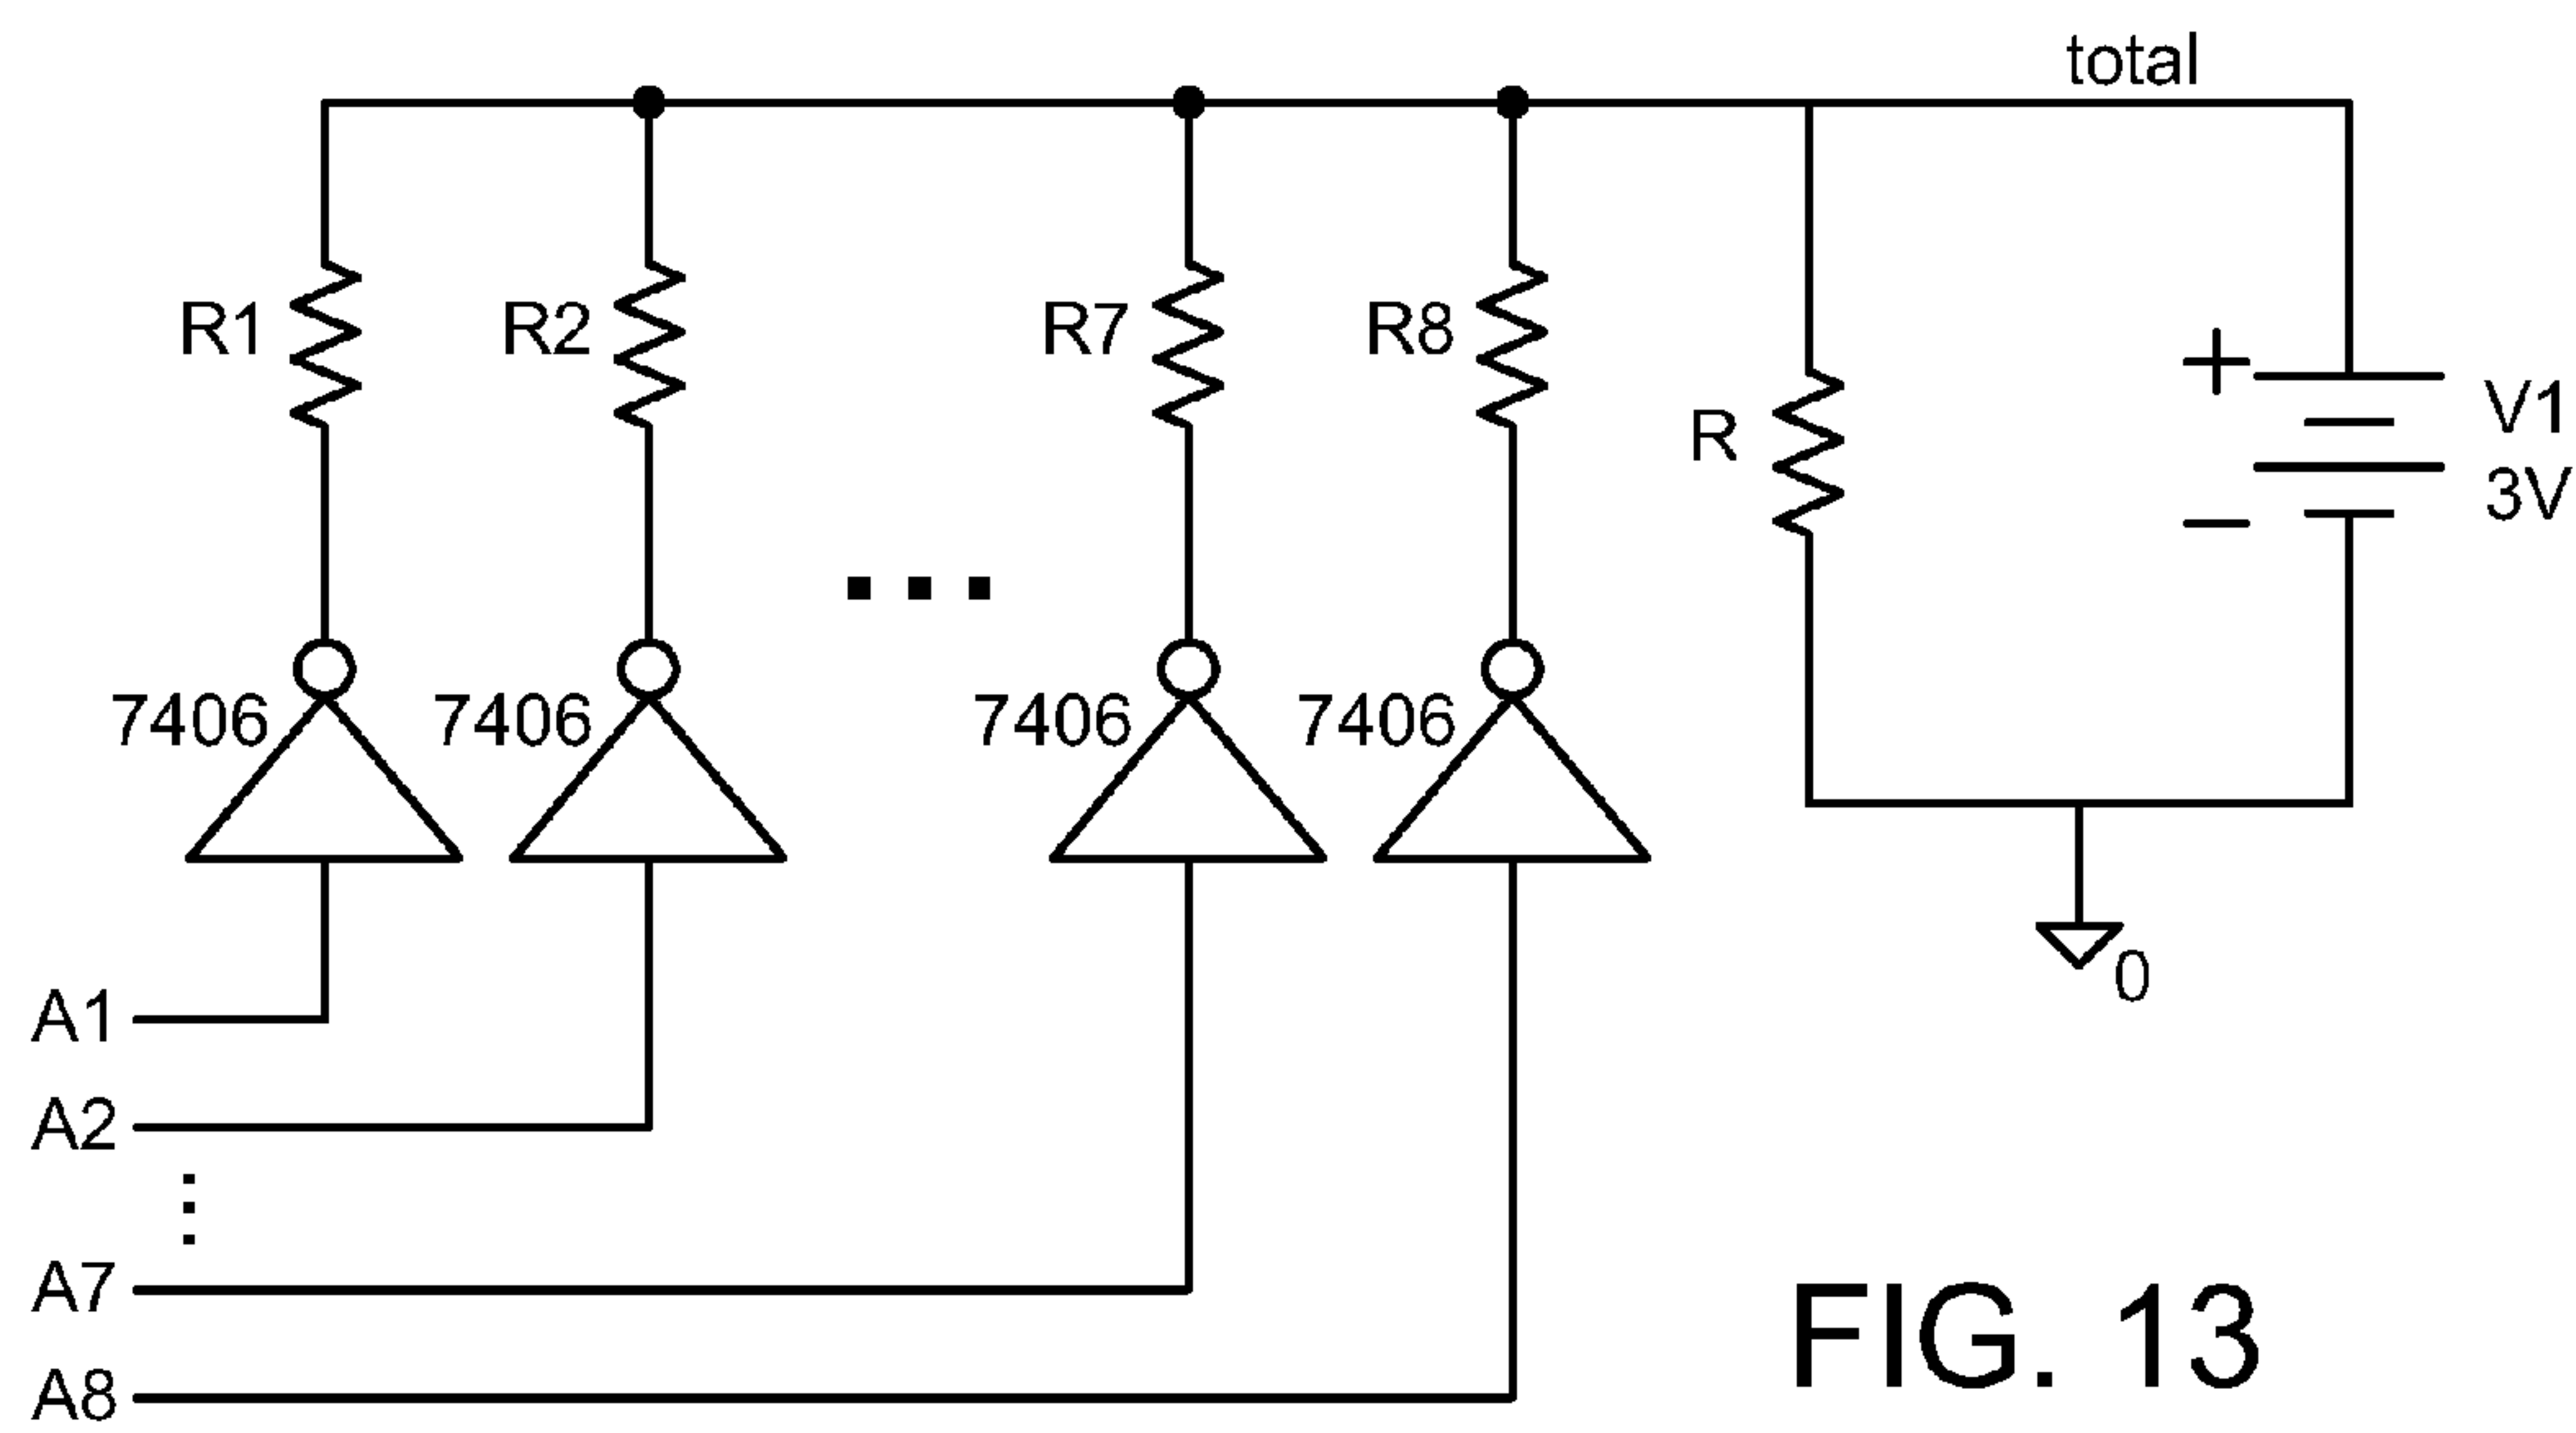 total
R1
R2
R7
R8
R
+
−
V1
3V
...
7406
7406
7406
7406
0
A1
A2
⋮
A7
A8
FIG. 13